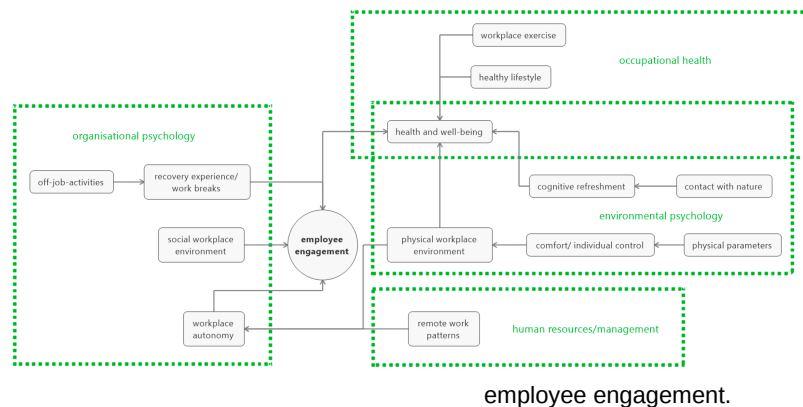 workplace exercise
occupational health
healthy lifestyle
organisational psychology
health and well-being
off-job-activities
recovery experience/
work breaks
cognitive refreshment
contact with nature
environmental psychology
social workplace
environment
employee
engagement
physical workplace
environment
comfort/ individual control
physical parameters
workplace
autonomy
remote work
patterns
human resources/management
employee engagement.